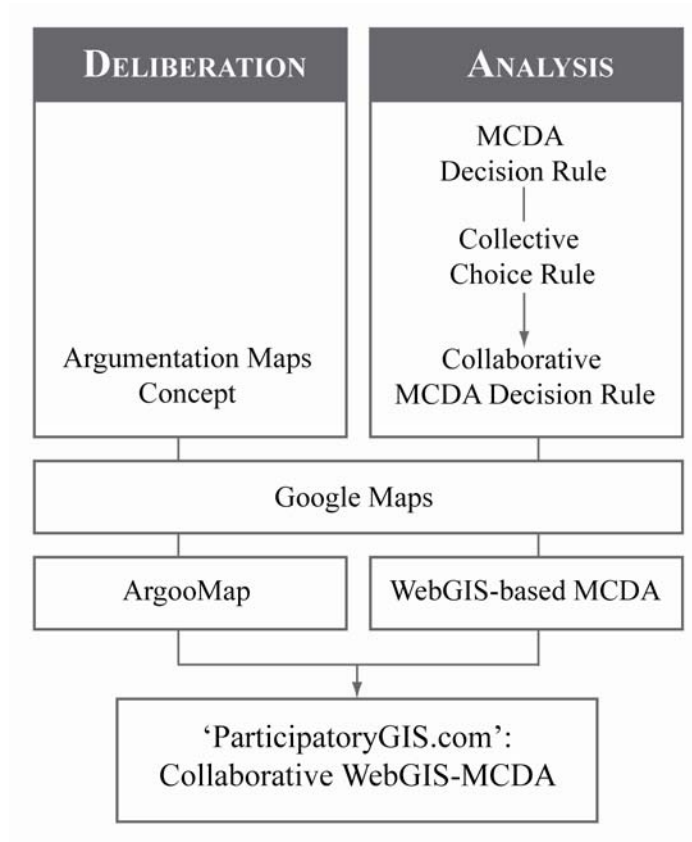 DELIBERATION
Argumentation Maps
Concept
ANALYSIS
MCDA
Decision Rule
Collective
Choice Rule
Collaborative
MCDA Decision Rule
Google Maps
ArgooMap
WebGIS-based MCDA
‘ParticipatoryGIS.com’:
Collaborative WebGIS-MCDA